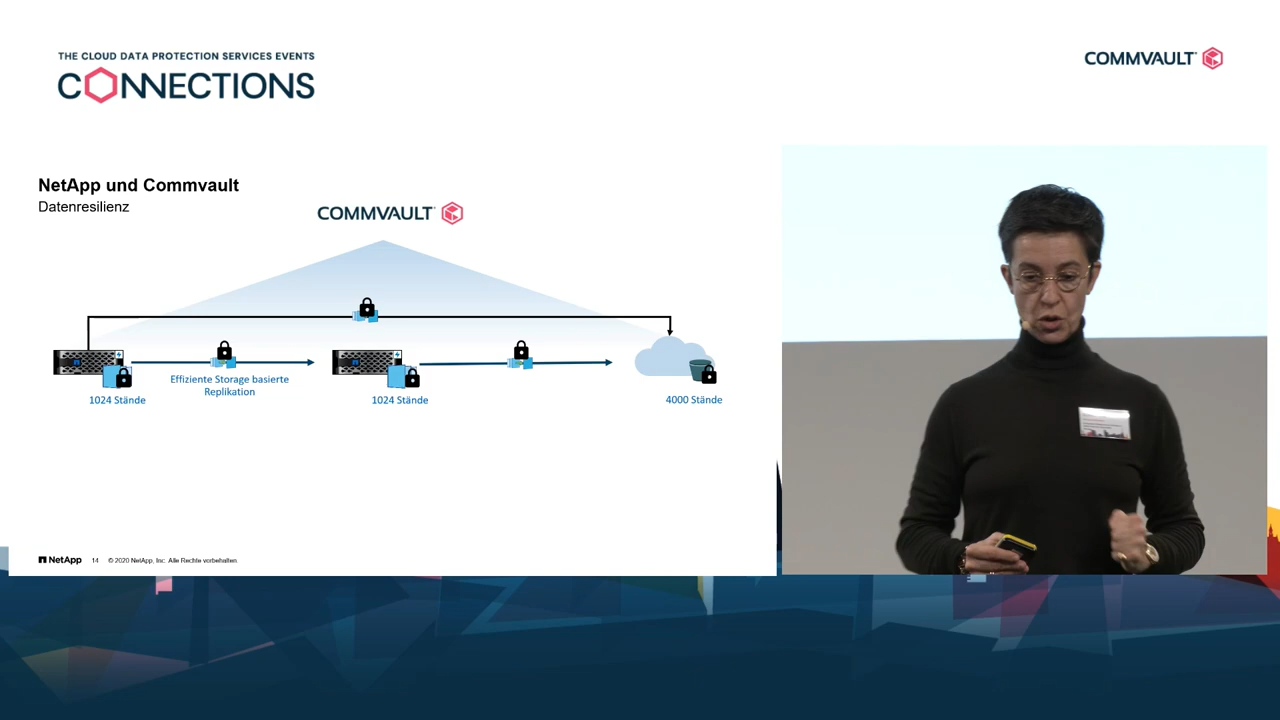 THE CLOUD DATA PROTECTION SERVICES EVENTS
CONNECTIONS
COMMVAULT
NetApp und Commvault
Datenresilienz
COMMVAULT
Effiziente Storage basierte
Replikation
1024 Stände
1024 Stände
4000 Stände
NetApp 14 © 2020 NetApp, Inc. Alle Rechte vorbehalten.